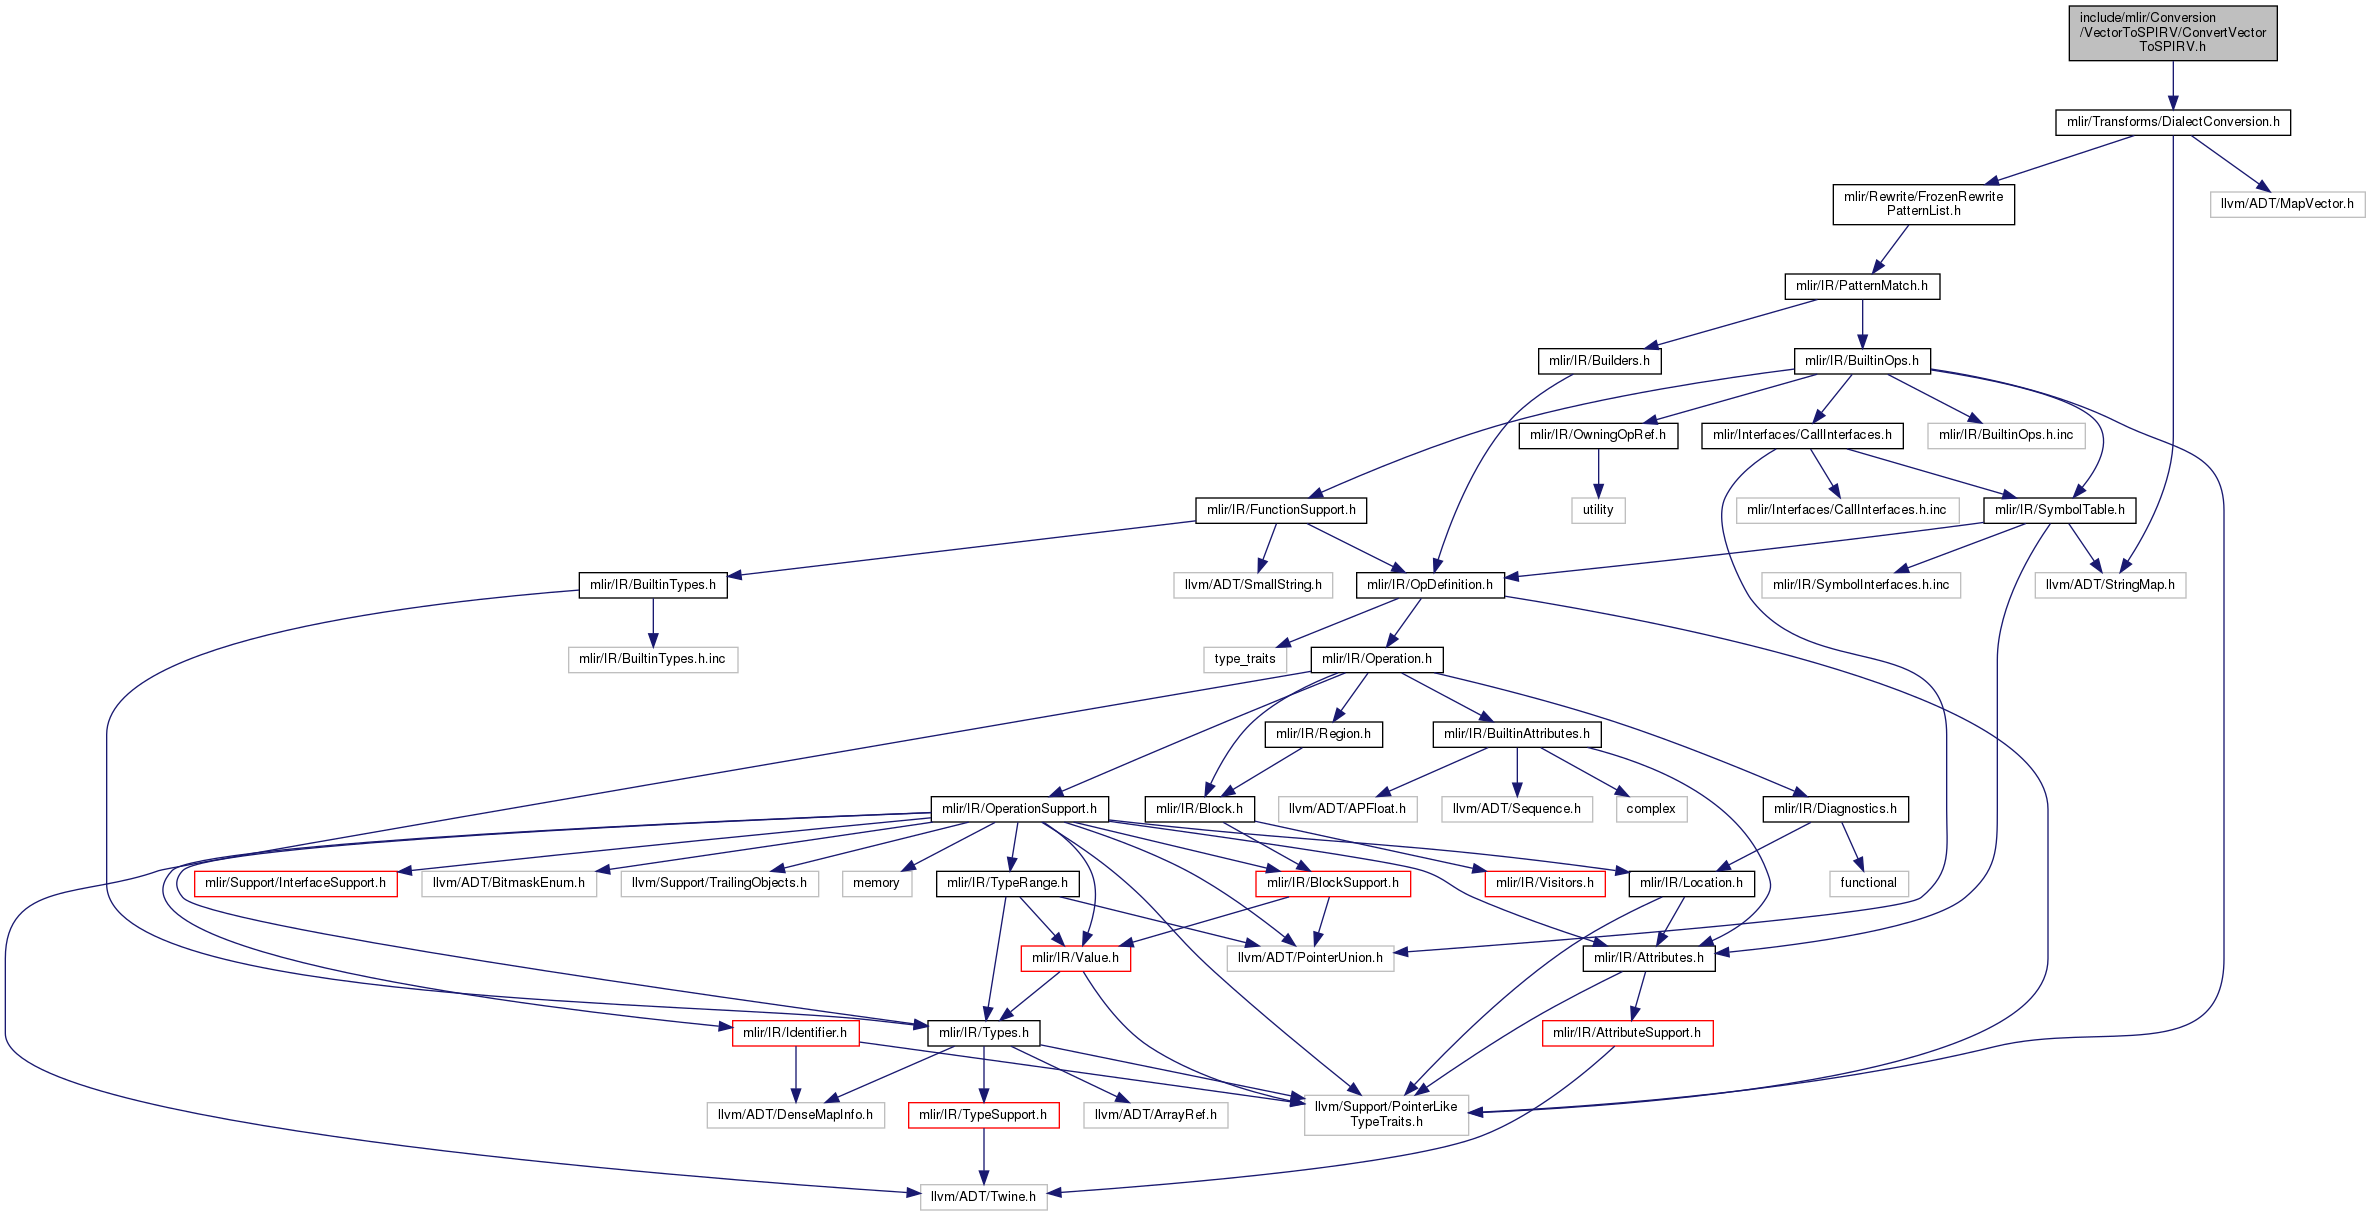 include/mlir/Conversion
/VectorToSPIRV/ConvertVector
ToSPIRV.h
mlir/Transforms/DialectConversion.h
mlir/Rewrite/FrozenRewrite
PatternList.h
llvm/ADT/MapVector.h
mlir/IR/PatternMatch.h
mlir/IR/Builders.h
mlir/IR/BuiltinOps.h
mlir/IR/OwningOpRef.h
mlir/Interfaces/CallInterfaces.h
mlir/IR/BuiltinOps.h.inc
mlir/IR/FunctionSupport.h
utility
mlir/Interfaces/CallInterfaces.h.inc
mlir/IR/SymbolTable.h
mlir/IR/BuiltinTypes.h
llvm/ADT/SmallString.h
mlir/IR/OpDefinition.h
mlir/IR/SymbolInterfaces.h.inc
llvm/ADT/StringMap.h
mlir/IR/BuiltinTypes.h.inc
type_traits
mlir/IR/Operation.h
mlir/IR/Region.h
mlir/IR/BuiltinAttributes.h
mlir/IR/OperationSupport.h
mlir/IR/Block.h
llvm/ADT/APFloat.h
llvm/ADT/Sequence.h
complex
mlir/IR/Diagnostics.h
mlir/Support/InterfaceSupport.h
llvm/ADT/BitmaskEnum.h
llvm/Support/TrailingObjects.h
memory
mlir/IR/TypeRange.h
mlir/IR/BlockSupport.h
mlir/IR/Visitors.h
mlir/IR/Location.h
functional
mlir/IR/Value.h
llvm/ADT/PointerUnion.h
mlir/IR/Attributes.h
mlir/IR/Identifier.h
mlir/IR/Types.h
mlir/IR/AttributeSupport.h
llvm/ADT/DenseMapInfo.h
mlir/IR/TypeSupport.h
llvm/ADT/ArrayRef.h
llvm/Support/PointerLike
TypeTraits.h
llvm/ADT/Twine.h